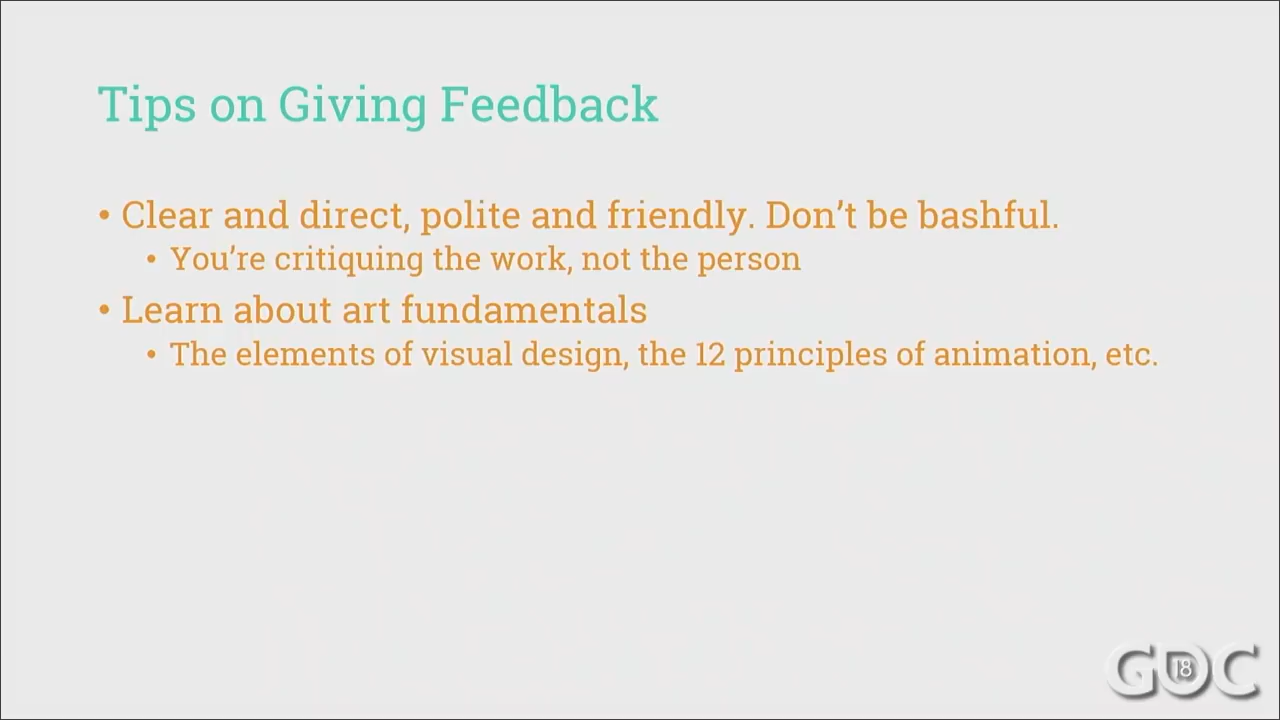 Tips on Giving Feedback
• Clear and direct, polite and friendly. Don’t be bashful.
• You’re critiquing the work, not the person
• Learn about art fundamentals
• The elements of visual design, the 12 principles of animation, etc.
GDC 18